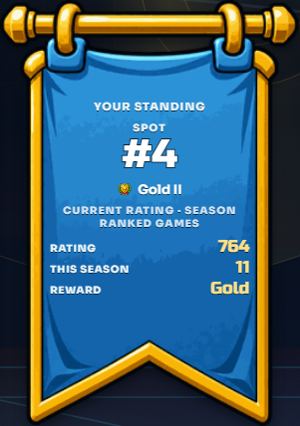 YOUR STANDING
SPOT
#4
Gold II
CURRENT RATING - SEASON
RANKED GAMES
RATING 764
THIS SEASON 11
REWARD Gold